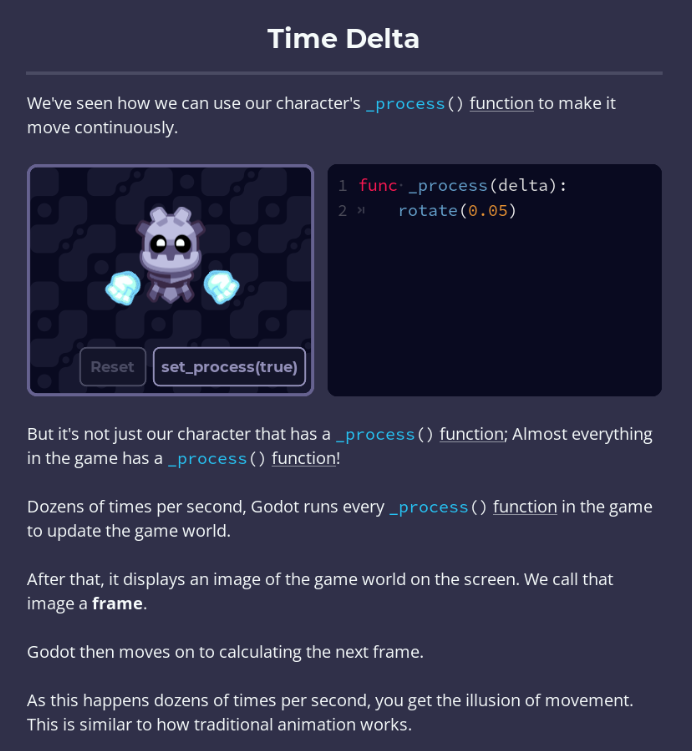 Time Delta
We've seen how we can use our character's _process() function to make it
move continuously.
Reset
set_process(true)
1 func _process(delta):
2 rotate(0.05)
But it's not just our character that has a _process() function; Almost everything
in the game has a _process() function!
Dozens of times per second, Godot runs every _process() function in the game
to update the game world.
After that, it displays an image of the game world on the screen. We call that
image a frame.
Godot then moves on to calculating the next frame.
As this happens dozens of times per second, you get the illusion of movement.
This is similar to how traditional animation works.